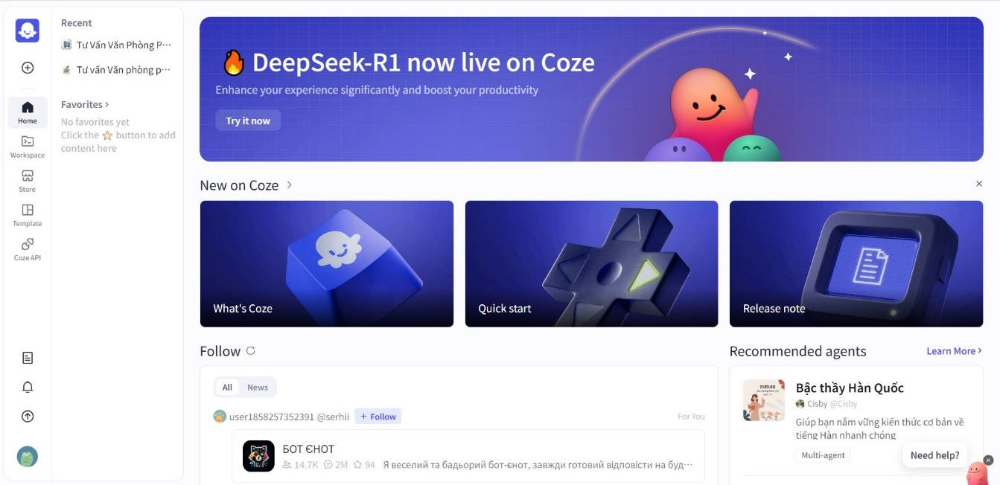 Recent
Tư Vấn Văn Phòng P...
Tư vấn Văn phòng p...
Favorites >
No favorites yet
Click the ⭐ button to add
content here
Home
Workspace
Store
Template
Coze API
🔥 DeepSeek-R1 now live on Coze
Enhance your experience significantly and boost your productivity
Try it now
New on Coze >
What's Coze
Quick start
Release note
Follow
All News
user1858257352391 @serhii + Follow For You
БОТ ЄНОТ
14.7K 2M 94 Я веселий та бадьорий бот-єнот, завжди готовий відповісти на буд...
Recommended agents Learn More >
Bậc thầy Hàn Quốc
Cisby @Cisby
Giúp bạn nắm vững kiến thức cơ bản về
tiếng Hàn nhanh chóng
Multi-agent
Need help?